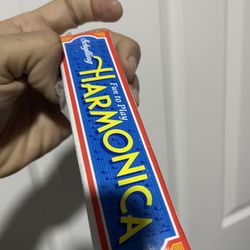 Schylling
Fun to Play
HARMONICA